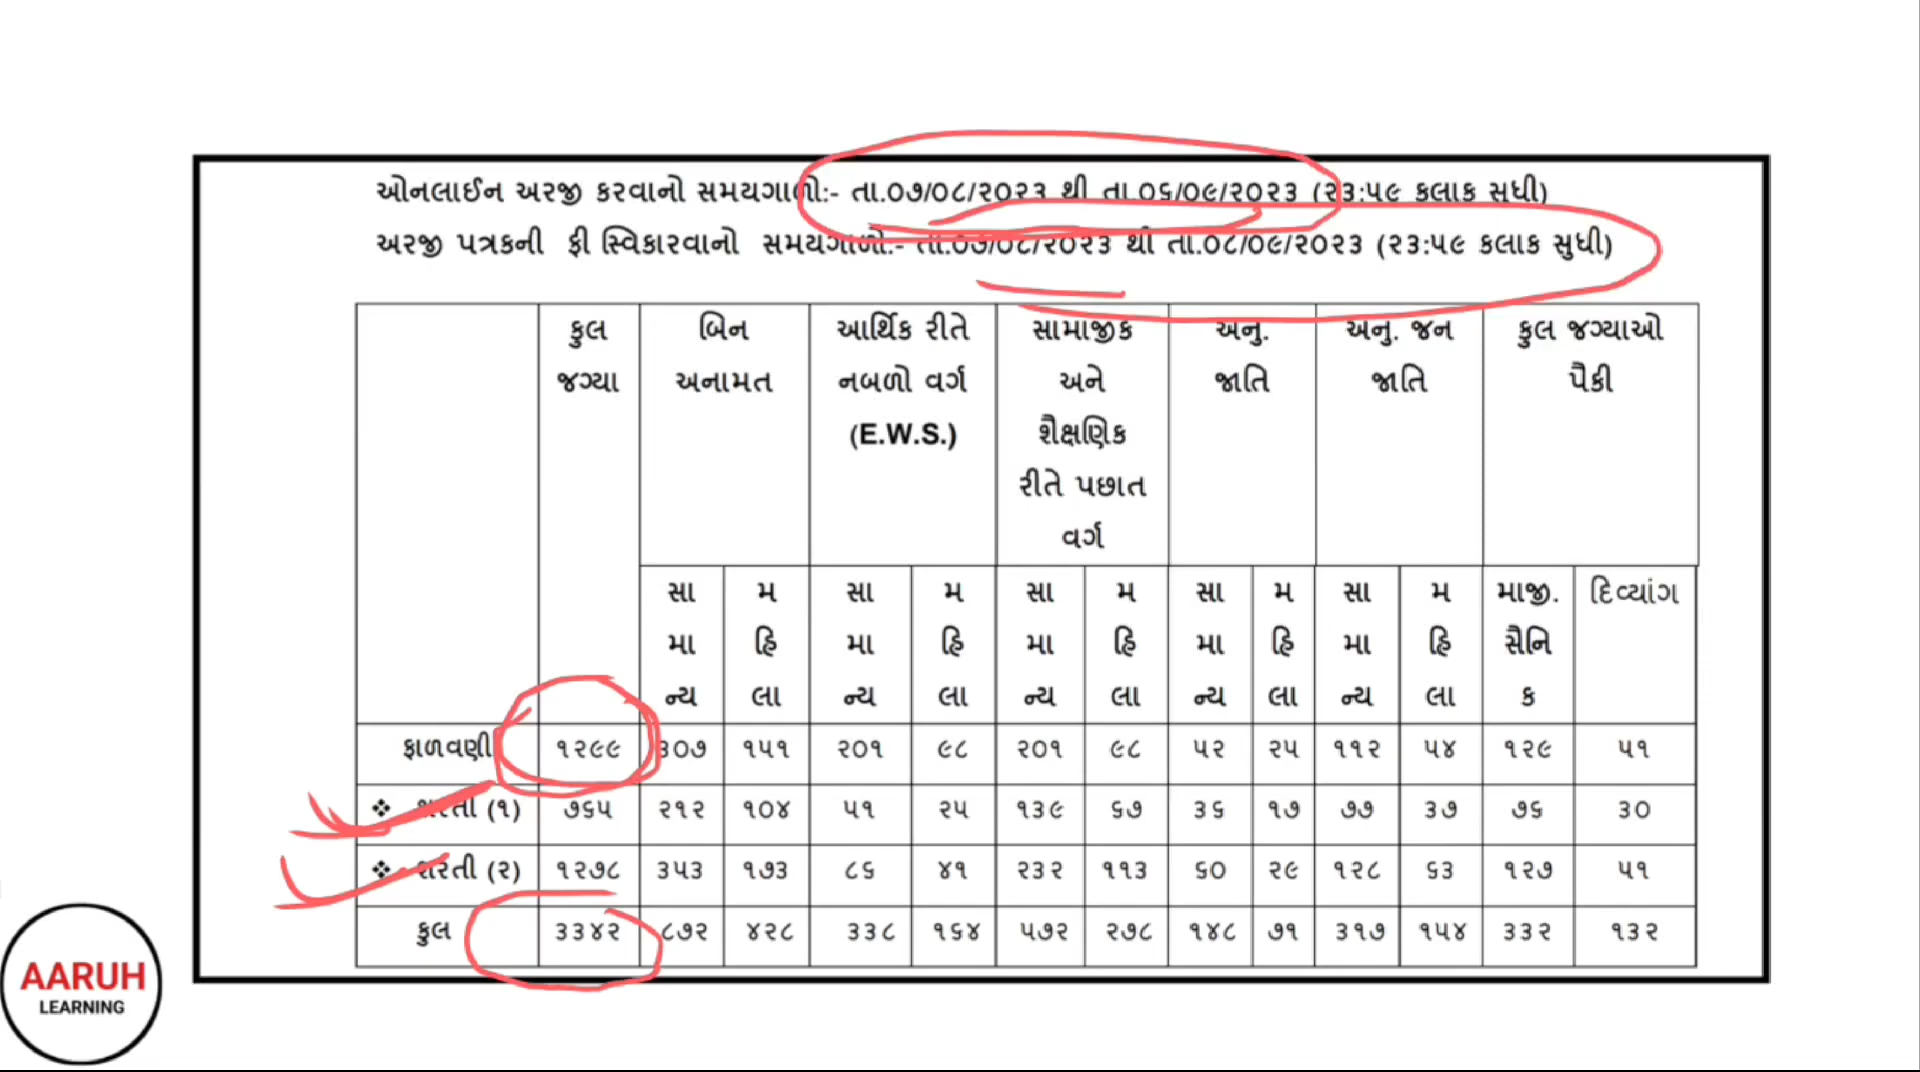 ઓનલાઈન અરજી કરવાનો સમયગાળો:- તા.૦૭/૦૮/૨૦૨૩ થી તા.૦૬/૦૯/૨૦૨૩ (૨૩:૫૯ કલાક સુધી)
અરજી પત્રકની ફી સ્વિકારવાનો સમયગાળો:- તા.૦૭/૦૮/૨૦૨૩ થી તા.૦૮/૦૯/૨૦૨૩ (૨૩:૫૯ કલાક સુધી)
કુલ જગ્યા બિન અનામત આર્થિક રીતે નબળો વર્ગ (E.W.S.) સામાજીક અને શૈક્ષણિક રીતે પછાત વર્ગ અનુ. જાતિ અનુ. જન જાતિ કુલ જગ્યાઓ પૈકી
સામાન્ય મહિલા સામાન્ય મહિલા સામાન્ય મહિલા સામાન્ય મહિલા સામાન્ય મહિલા માજી. સૈનિક દિવ્યાંગ
ફાળવણી ૧૨૯૯ ૩૦૭ ૧૫૧ ૨૦૧ ૯૮ ૨૦૧ ૯૮ ૫૨ ૨૫ ૧૧૨ ૫૪ ૧૨૯ ૫૧
❖ શરતી (૧) ૭૬૫ ૨૧૨ ૧૦૪ ૫૧ ૨૫ ૧૩૯ ૬૭ ૩૬ ૧૭ ૭૭ ૩૭ ૭૬ ૩૦
❖ શરતી (૨) ૧૨૭૮ ૩૫૩ ૧૭૩ ૮૬ ૪૧ ૨૩૨ ૧૧૩ ૬૦ ૨૯ ૧૨૮ ૬૩ ૧૨૭ ૫૧
કુલ ૩૩૪૨ ૮૭૨ ૪૨૮ ૩૩૮ ૧૬૪ ૫૭૨ ૨૭૮ ૧૪૮ ૭૧ ૩૧૭ ૧૫૪ ૩૩૨ ૧૩૨
AARUH
LEARNING